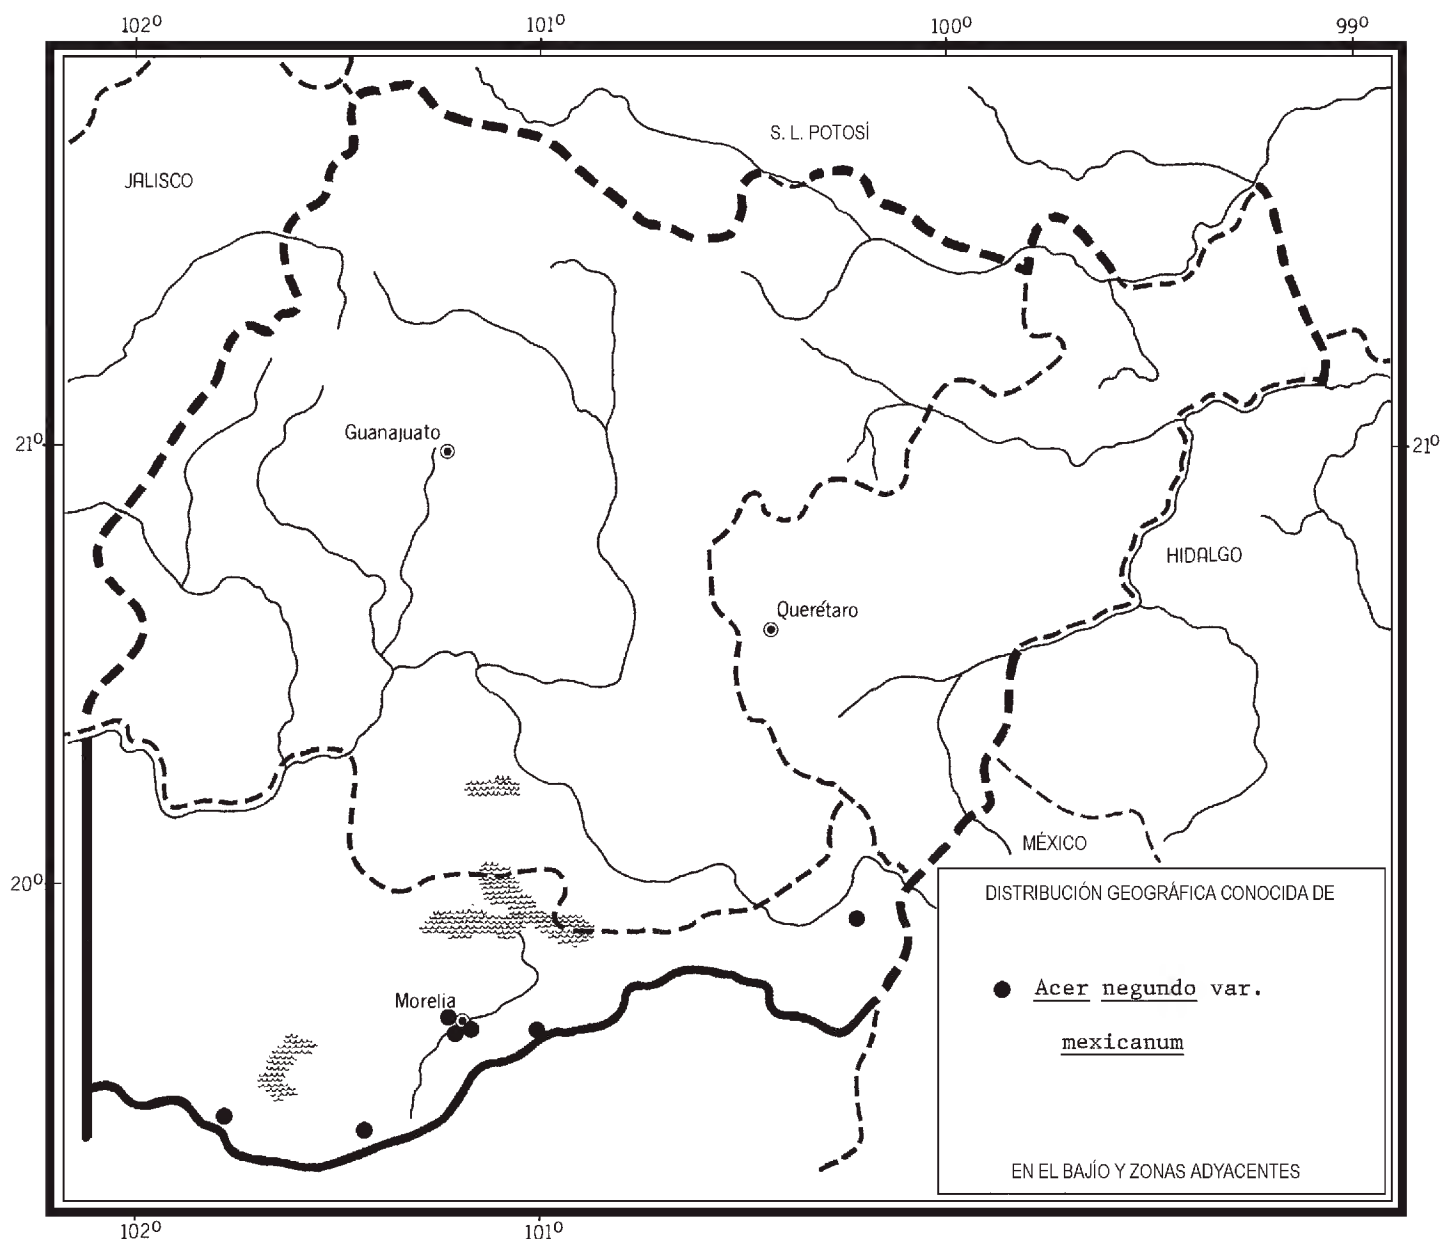 102º 101º 100º 99º
S. L. POTOSÍ
JALISCO
Guanajuato
21º 21º
HIDALGO
Querétaro
MÉXICO
20º
DISTRIBUCIÓN GEOGRÁFICA CONOCIDA DE
Acer negundo var.
mexicanum
Morelia
EN EL BAJÍO Y ZONAS ADYACENTES
102º 101º